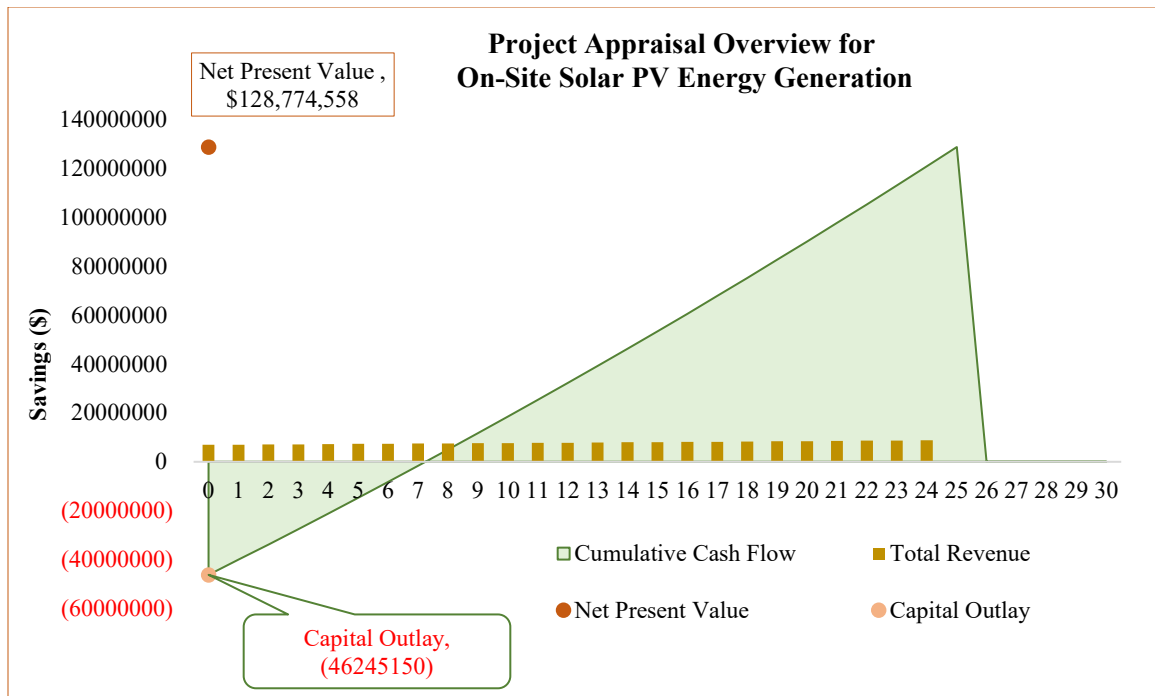 Project Appraisal Overview for
On-Site Solar PV Energy Generation
Net Present Value ,
$128,774,558
140000000
120000000
100000000
80000000
60000000
40000000
20000000
0
(20000000)
(40000000)
(60000000)
Savings ($)
0 1 2 3 4 5 6 7 8 9 10 11 12 13 14 15 16 17 18 19 20 21 22 23 24 25 26 27 28 29 30
Cumulative Cash Flow
Total Revenue
Net Present Value
Capital Outlay
Capital Outlay,
(46245150)